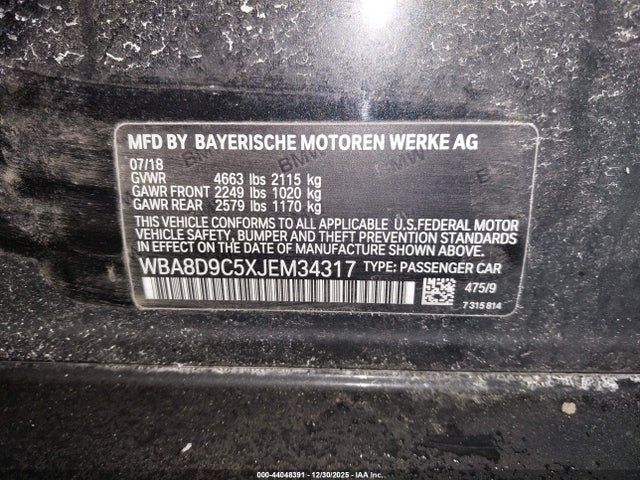 MFD BY BAYERISCHE MOTOREN WERKE AG
07/18
GVWR 4663 lbs 2115 kg
GAWR FRONT 2249 lbs 1020 kg
GAWR REAR 2579 lbs 1170 kg
THIS VEHICLE CONFORMS TO ALL APPLICABLE U.S.FEDERAL MOTOR
VEHICLE SAFETY, BUMPER AND THEFT PREVENTION STANDARDS
IN EFFECT ON THE DATE OF MANUFACTURE SHOWN ABOVE.
WBA8D9C5XJEM34317 TYPE: PASSENGER CAR
475/9
7 315 814
000-44048391 - 12/30/2025 - IAA Inc.